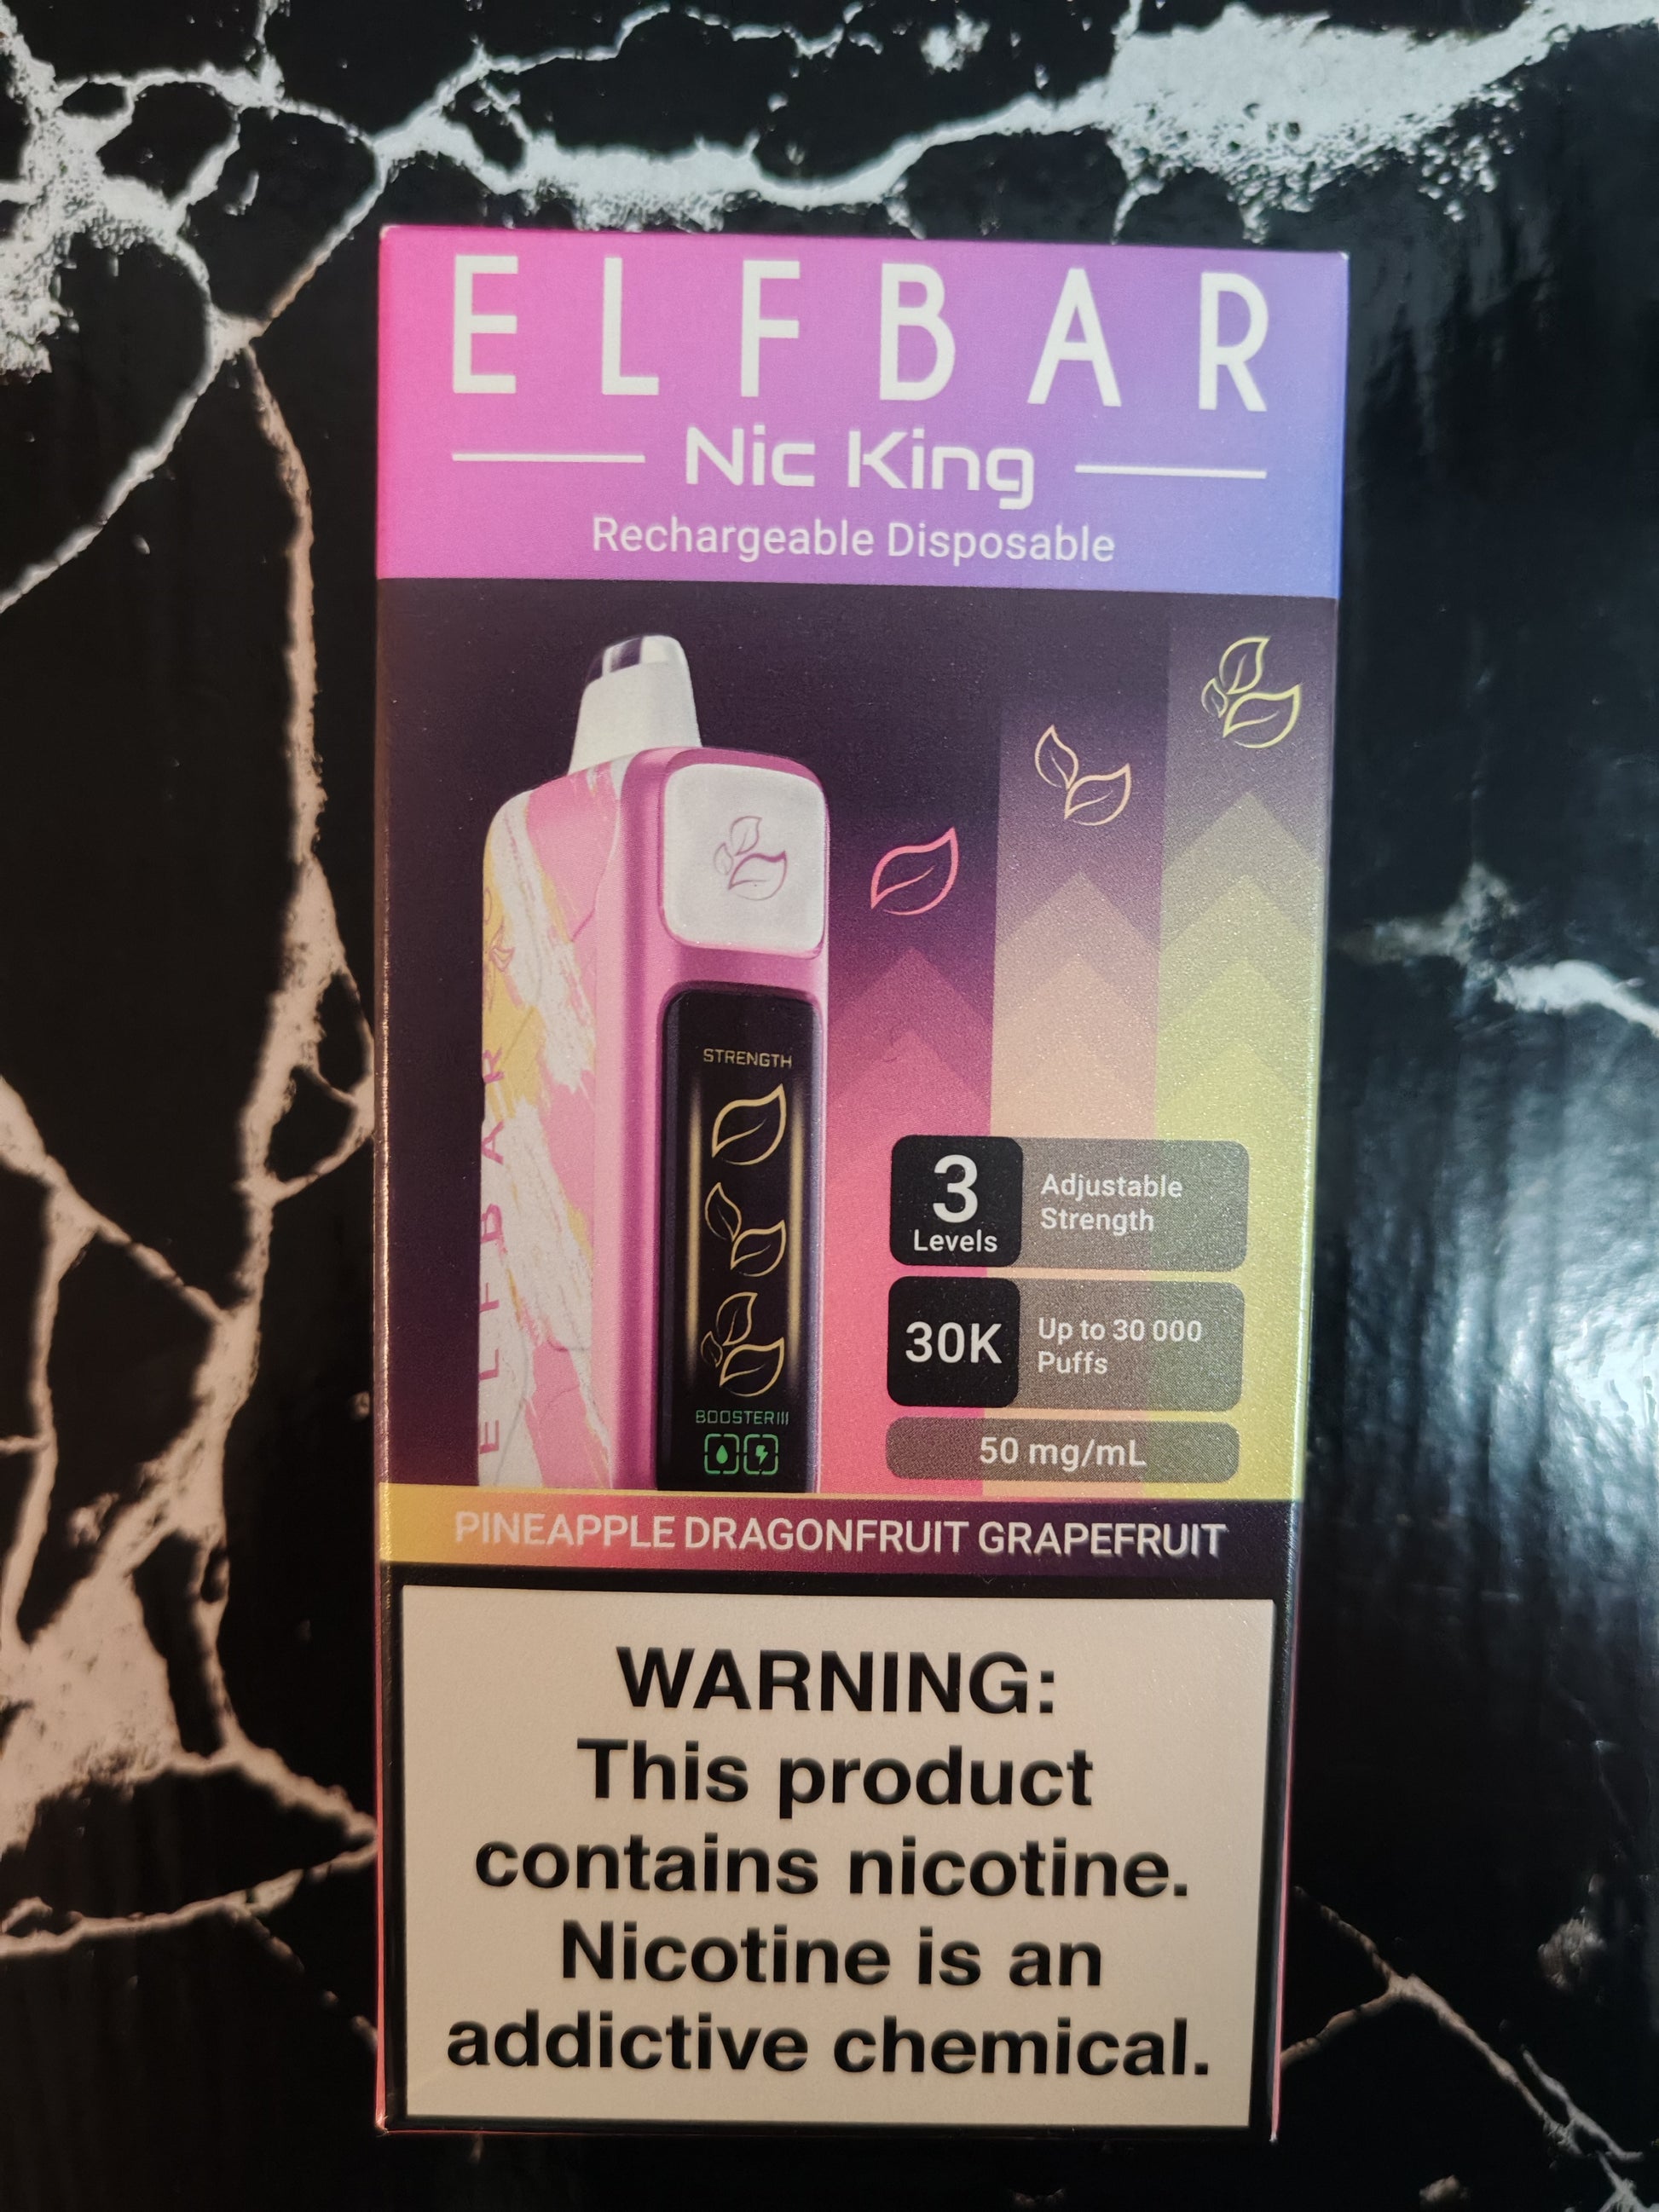 ELFBAR
Nic King
Rechargeable Disposable
STRENGTH
ELFBAR
3
Levels
Adjustable
Strength
30K
Up to 30 000
Puffs
BOOSTER
50 mg/mL
PINEAPPLE DRAGONFRUIT GRAPEFRUIT
WARNING:
This product
contains nicotine.
Nicotine is an
addictive chemical.